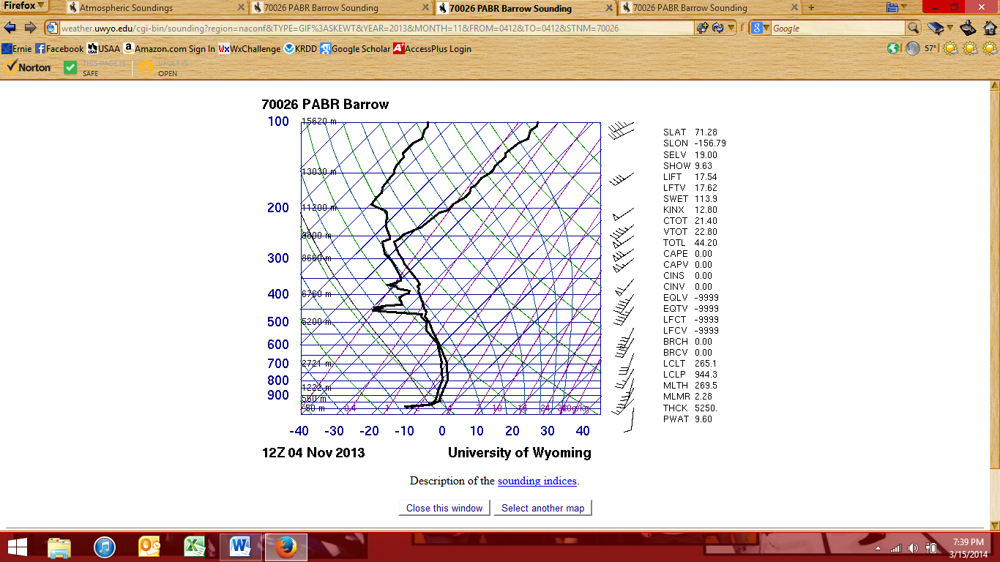 Firefox
Atmospheric Soundings
70026 PABR Barrow Sounding
70026 PABR Barrow Sounding
70026 PABR Barrow Sounding
weather.uwyo.edu/cgi-bin/sounding?region=naconf&TYPE=GIF%3ASKEWT&YEAR=2013&MONTH=11&FROM=0412&TO=0412&STNM=70026
Google
Ernie Facebook USAA Amazon.com Sign In WxChallenge KRDD Google Scholar AccessPlus Login 57°
Norton THIS PAGE IS SAFE VAULT IS OPEN
70026 PABR Barrow
100 15620 m
13030 m
200 11200 m
300 8660 m
400 6760 m
500 5200 m
600
700 2721 m
800
1222 m
900
560 m
0.4 1 2 4 7 10 16 24 g/kg
-40 -30 -20 -10 0 10 20 30 40
12Z 04 Nov 2013 University of Wyoming
SLAT 71.28
SLON -156.79
SELV 19.00
SHOW 9.63
LIFT 17.54
LFTV 17.62
SWET 113.9
KINX 12.80
CTOT 21.40
VTOT 22.80
TOTL 44.20
CAPE 0.00
CAPV 0.00
CINS 0.00
CINV 0.00
EQLV -9999
EQTV -9999
LFCT -9999
LFCV -9999
BRCH 0.00
BRCV 0.00
LCLT 265.1
LCLP 944.3
MLTH 269.5
MLMR 2.28
THCK 5250.
PWAT 9.60
Description of the sounding indices.
Close this window Select another map
7:39 PM
3/15/2014